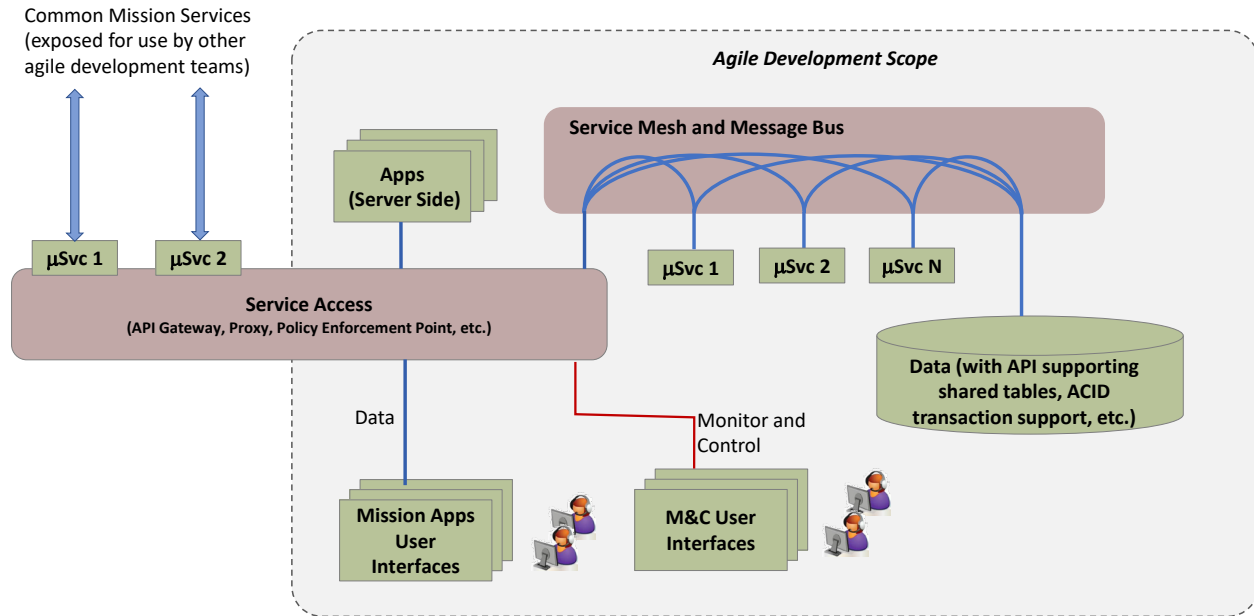 Common Mission Services
(exposed for use by other
agile development teams)
Agile Development Scope
Service Mesh and Message Bus
Apps
(Server Side)
µSvc 1
µSvc 2
µSvc 1
µSvc 2
µSvc N
Service Access
(API Gateway, Proxy, Policy Enforcement Point, etc.)
Data (with API supporting
shared tables, ACID
transaction support, etc.)
Data
Monitor and
Control
Mission Apps
User
Interfaces
M&C User
Interfaces